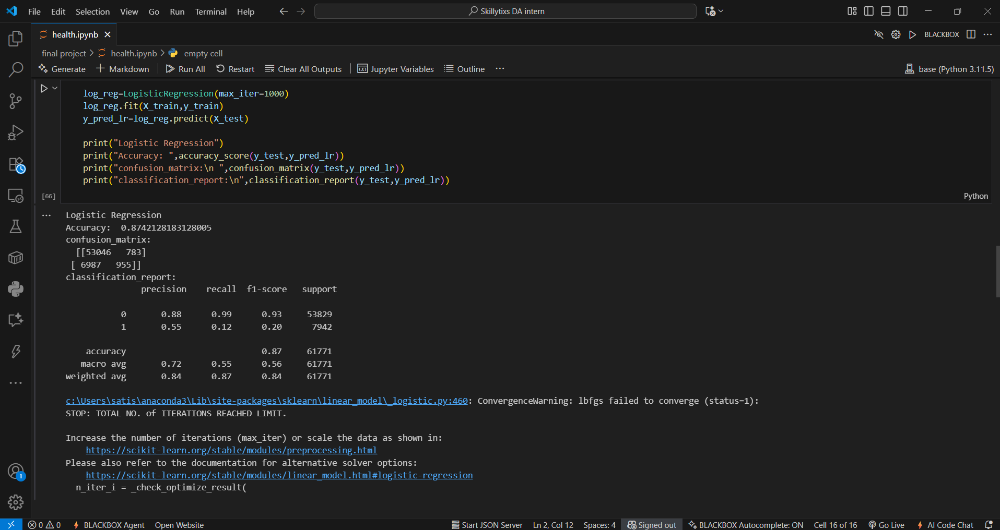 File Edit Selection View Go Run Terminal Help
Skillytixs DA intern
health.ipynb
BLACKBOX
final project > health.ipynb > empty cell
Generate + Markdown | Run All Restart Clear All Outputs | Jupyter Variables Outline ...
base (Python 3.11.5)
log_reg=LogisticRegression(max_iter=1000)
log_reg.fit(X_train,y_train)
y_pred_lr=log_reg.predict(X_test)
print("Logistic Regression")
print("Accuracy: ",accuracy_score(y_test,y_pred_lr))
print("confusion_matrix:\n ",confusion_matrix(y_test,y_pred_lr))
print("classification_report:\n",classification_report(y_test,y_pred_lr))
[66]
Python
Logistic Regression
Accuracy:  0.8742128183128005
confusion_matrix:
  [[53046   783]
 [ 6987   955]]
classification_report:
               precision    recall  f1-score   support
           0       0.88      0.99      0.93     53829
           1       0.55      0.12      0.20      7942
    accuracy                           0.87     61771
   macro avg       0.72      0.55      0.56     61771
weighted avg       0.84      0.87      0.84     61771
c:\Users\satis\anaconda3\Lib\site-packages\sklearn\linear_model\_logistic.py:460: ConvergenceWarning: lbfgs failed to converge (status=1):
STOP: TOTAL NO. of ITERATIONS REACHED LIMIT.
Increase the number of iterations (max_iter) or scale the data as shown in:
    https://scikit-learn.org/stable/modules/preprocessing.html
Please also refer to the documentation for alternative solver options:
    https://scikit-learn.org/stable/modules/linear_model.html#logistic-regression
  n_iter_i = _check_optimize_result(
1
0 0 BLACKBOX Agent Open Website
Start JSON Server Ln 2, Col 12 Spaces: 4 Signed out BLACKBOX Autocomplete: ON Cell 16 of 16 Go Live AI Code Chat